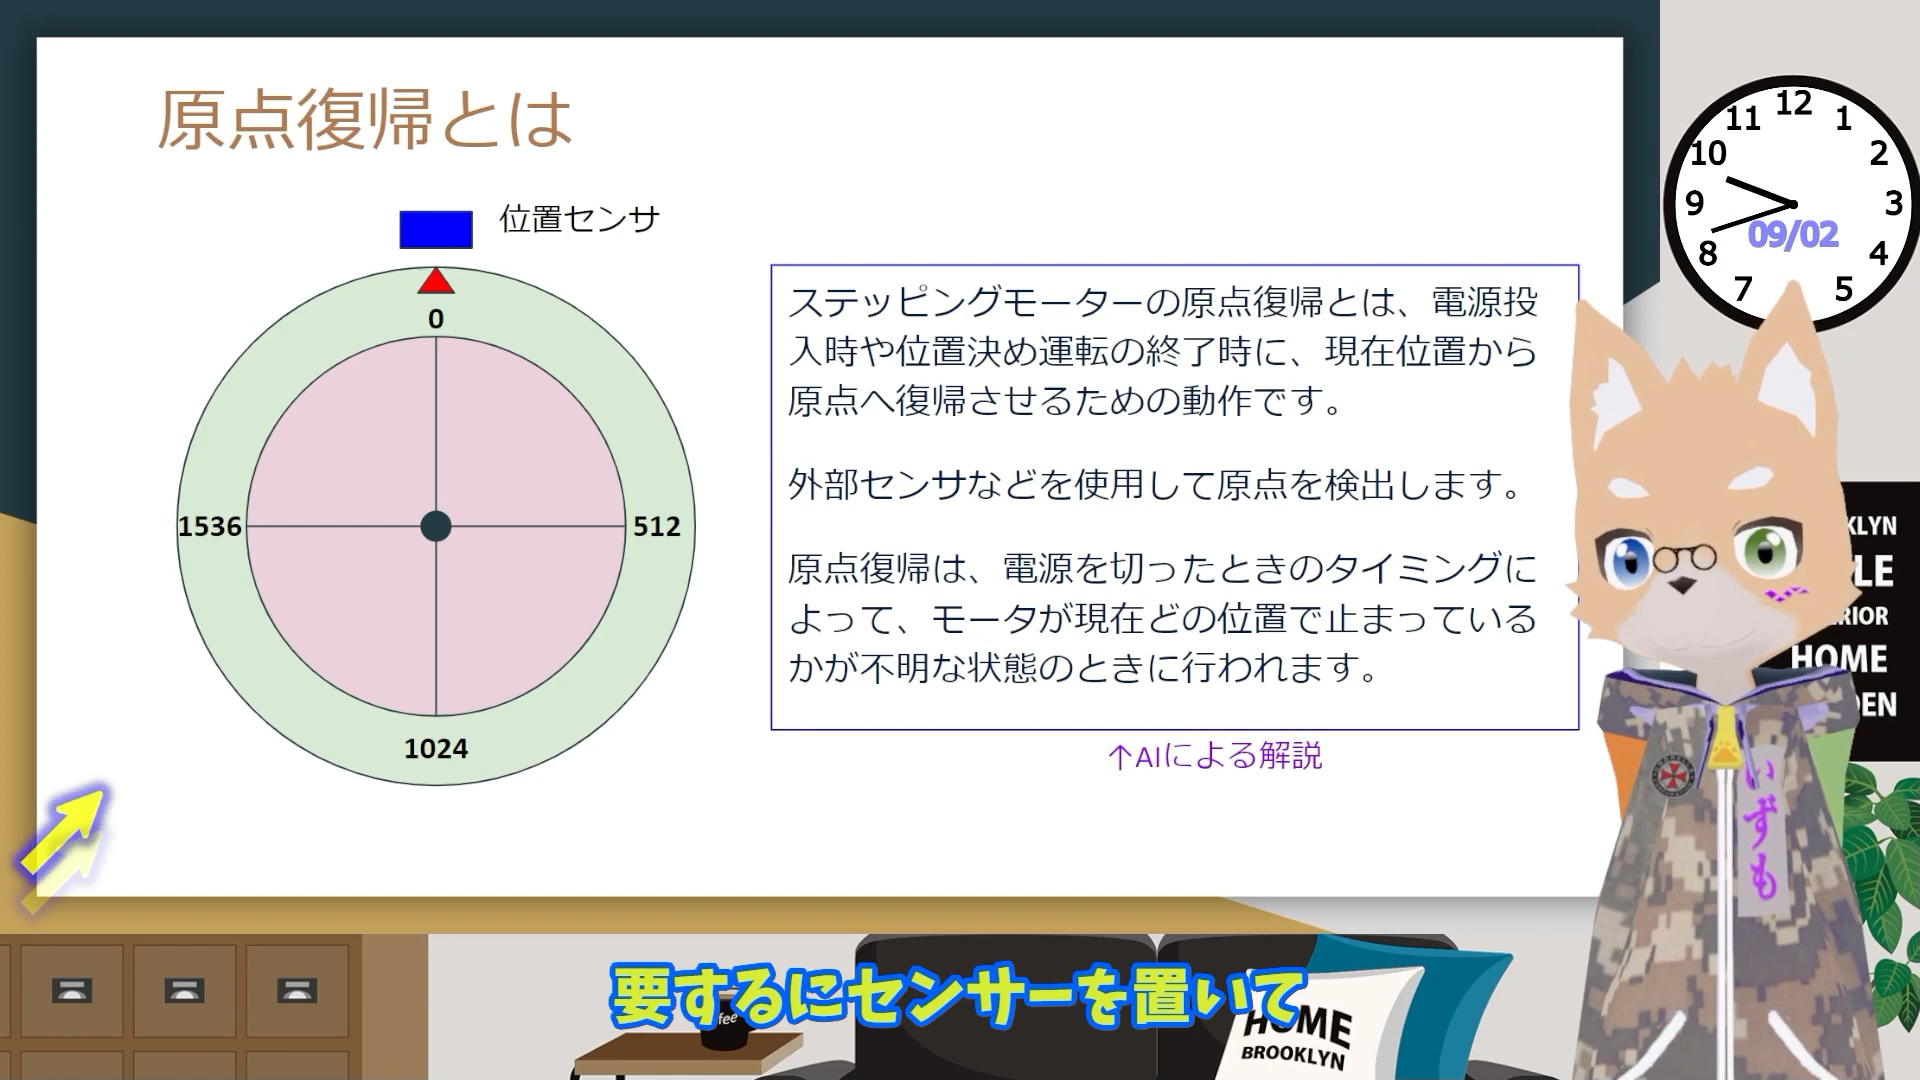 原点復帰とは
位置センサ
0
1536
512
1024
ステッピングモーターの原点復帰とは、電源投
入時や位置決め運転の終了時に、現在位置から
原点へ復帰させるための動作です。
外部センサなどを使用して原点を検出します。
原点復帰は、電源を切ったときのタイミングに
よって、モータが現在どの位置で止まっている
かが不明な状態のときに行われます。
↑AIによる解説
12
1
2
3
4
5
7
8
9
10
11
09/02
KLYN
LE
RIOR
HOME
DEN
いずも
要するにセンサーを置いて
fee
HOME
BROOKLYN